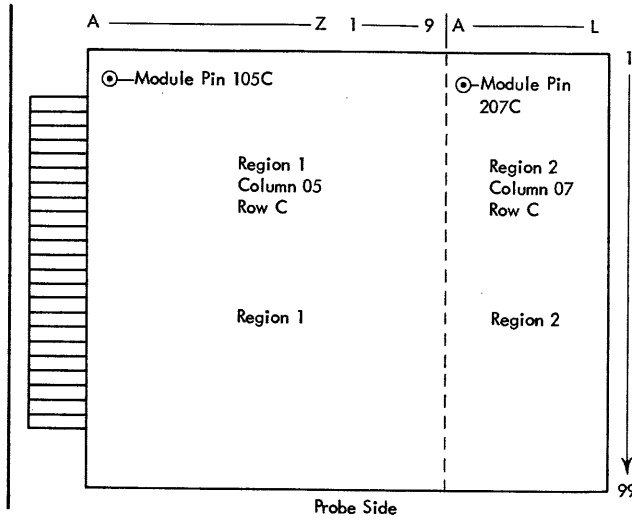 A Z 1 9 A L
1
Module Pin 105C
Module Pin
207C
Region 1
Column 05
Row C
Region 2
Column 07
Row C
Region 1
Region 2
99
Probe Side